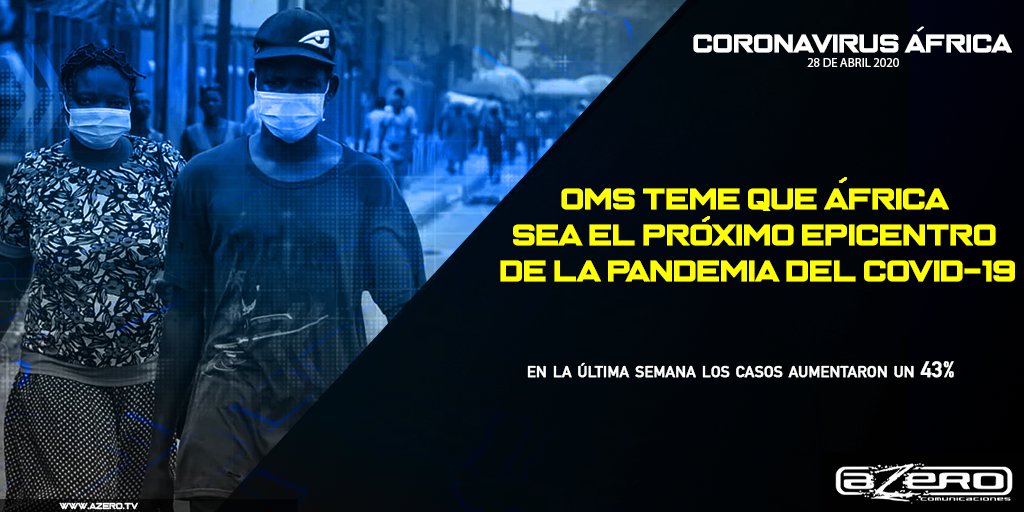 CORONAVIRUS ÁFRICA
28 DE ABRIL 2020
OMS TEME QUE ÁFRICA
SEA EL PRÓXIMO EPICENTRO
DE LA PANDEMIA DEL COVID-19
EN LA ÚLTIMA SEMANA LOS CASOS AUMENTARON UN 43%
WWW.AZERO.TV
aZeRO
comunicaciones